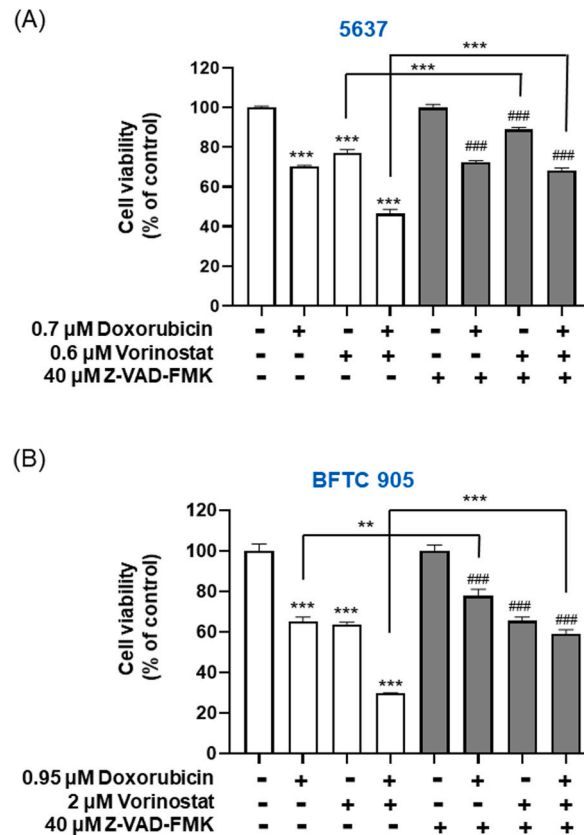 (A)
5637
***
***
120
100
80
60
40
20
0
Cell viability
(% of control)
***
***
***
###
###
###
0.7 µM Doxorubicin - + - + - + - +
0.6 µM Vorinostat - - + + - - + +
40 µM Z-VAD-FMK - - - - + + + +
(B)
BFTC 905
***
**
120
100
80
60
40
20
0
Cell viability
(% of control)
***
***
***
###
###
###
0.95 µM Doxorubicin - + - + - + - +
2 µM Vorinostat - - + + - - + +
40 µM Z-VAD-FMK - - - - + + + +